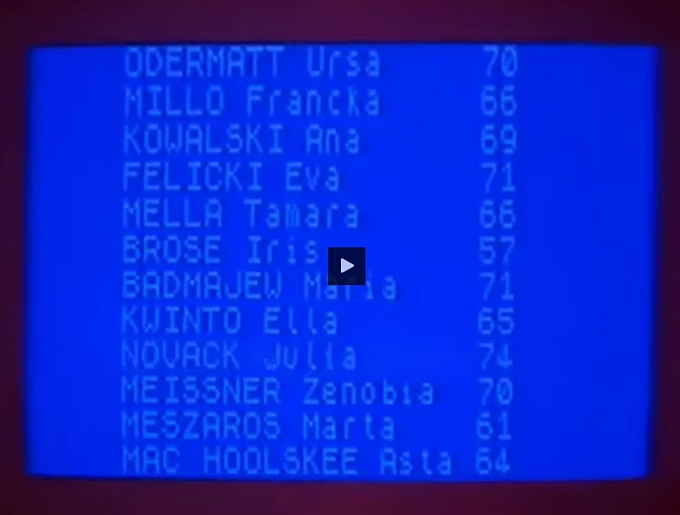 ODERMATT Ursa 70
MILLO Francka 66
KOWALSKI Ana 69
FELICKI Eva 71
MELLA Tamara 66
BROSE Iris 57
BADMAJEW Maria 71
KWINTO Ella 65
NOVACK Julia 74
MEISSNER Zenobia 70
MESZAROS Marta 61
MAC HOOLSKEE Asta 64